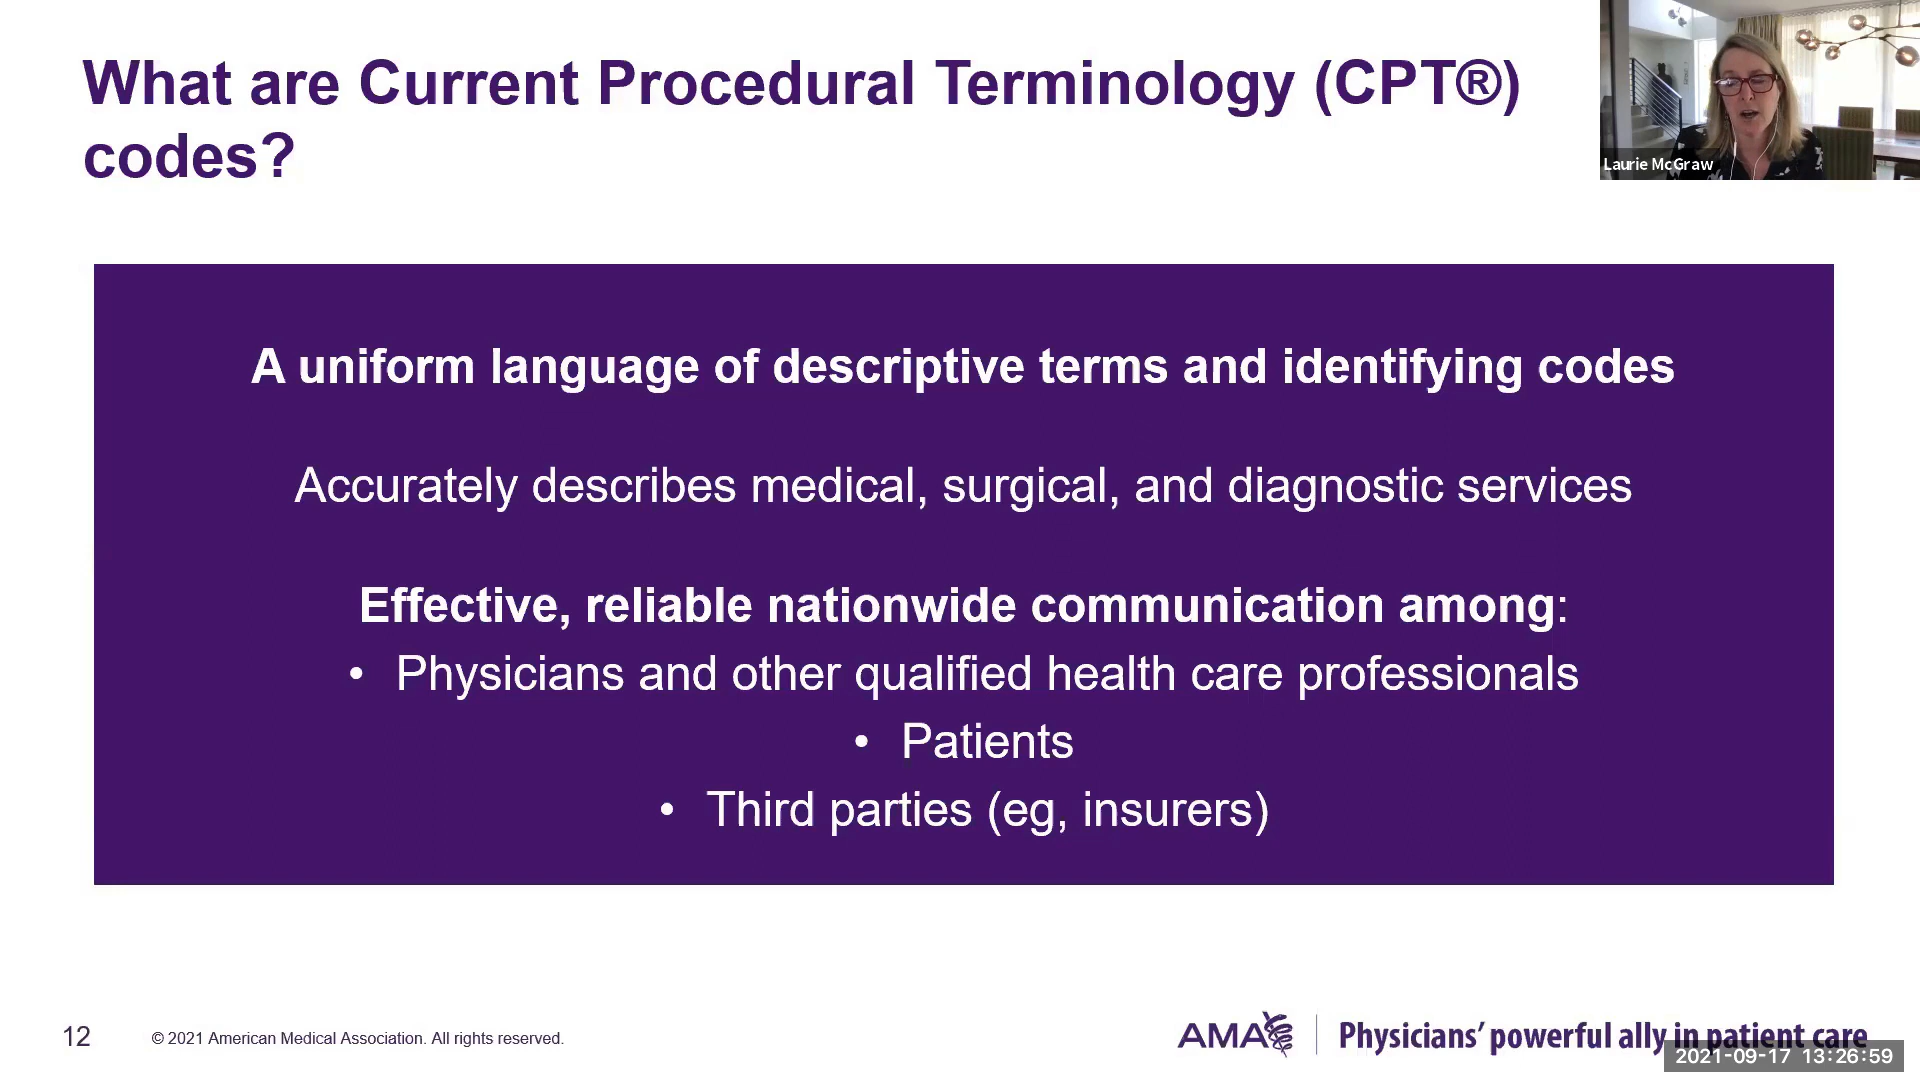 What are Current Procedural Terminology (CPT®)
codes?
Laurie McGraw
A uniform language of descriptive terms and identifying codes
Accurately describes medical, surgical, and diagnostic services
Effective, reliable nationwide communication among:
• Physicians and other qualified health care professionals
• Patients
• Third parties (eg, insurers)
12
© 2021 American Medical Association. All rights reserved.
AMA
Physicians’ powerful ally in patient care
2021-09-17 13:26:59